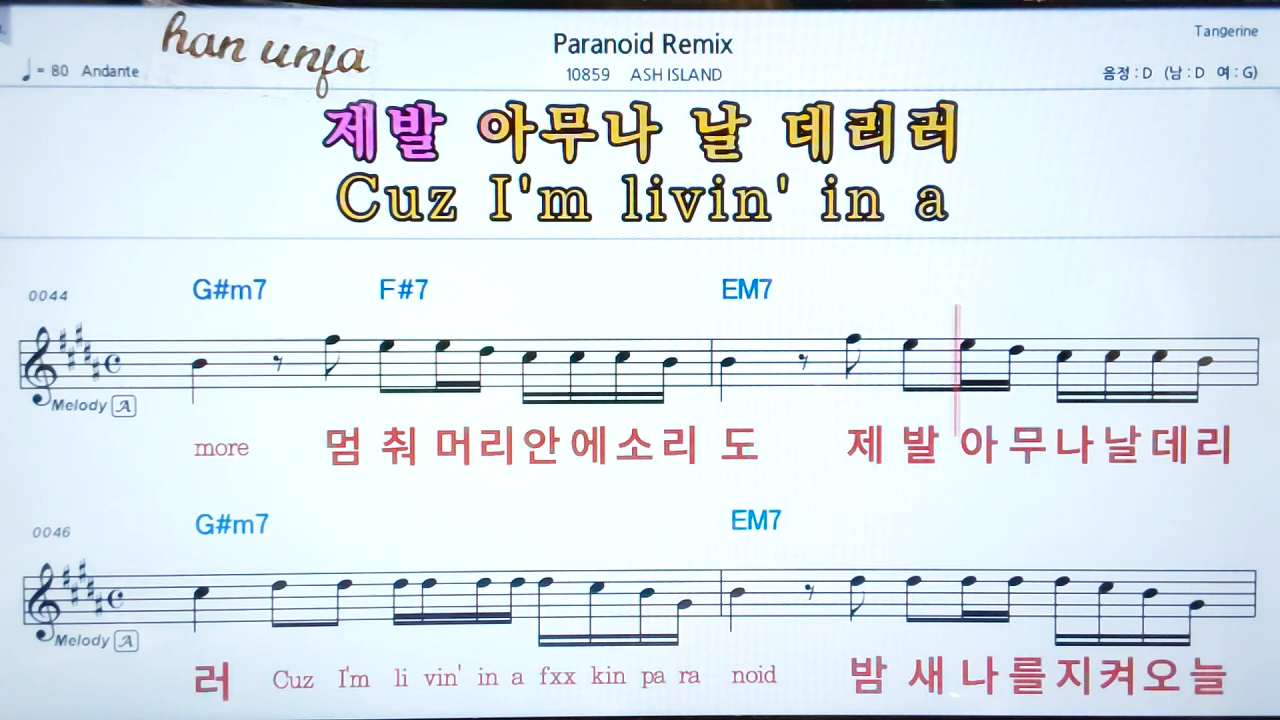 han unfa
Paranoid Remix
Tangerine
♩ = 80 Andante
10859 ASH ISLAND
음정 : D (남 : D 여 : G)
제발 아무나 날 데리러
Cuz I'm livin' in a
0044
G#m7 F#7 EM7
Melody A
more 멈 춰 머리안에소리 도 제 발 아 무나날데리
0046
G#m7 EM7
Melody A
러 Cuz I'm li vin' in a fxx kin pa ra noid 밤 새 나를지켜오늘